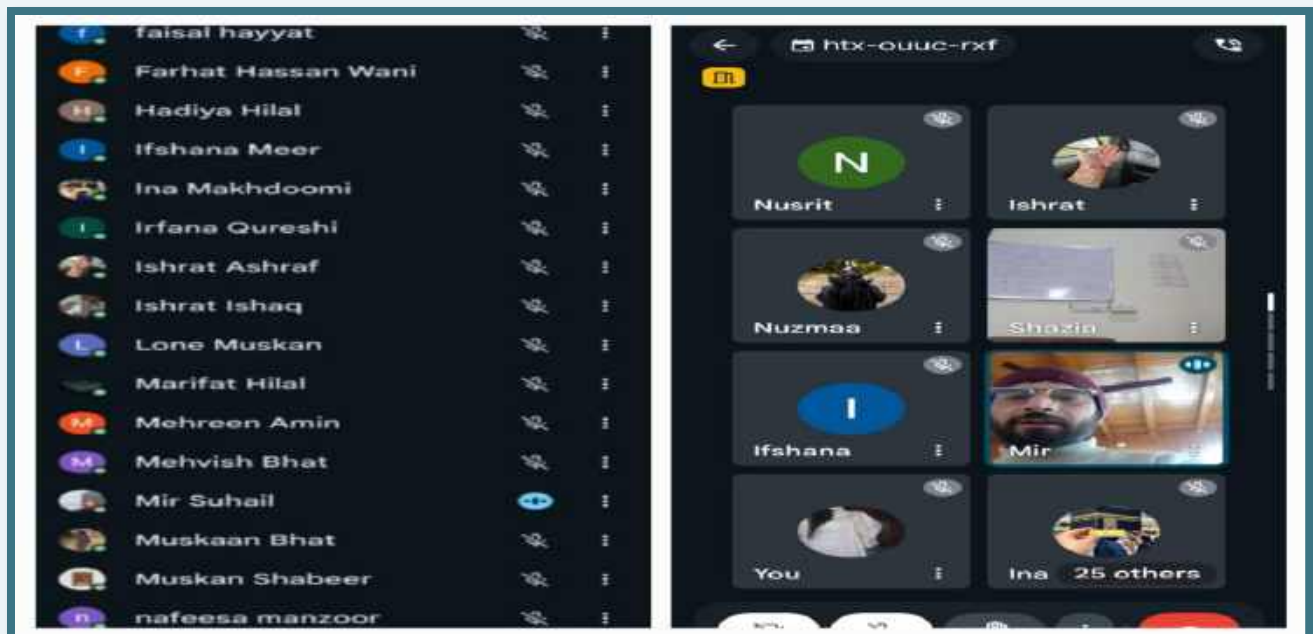 faisal hayyat
Farhat Hassan Wani
Hadiya Hilal
Ifshana Meer
Ina Makhdoomi
Irfana Qureshi
Ishrat Ashraf
Ishrat Ishaq
Lone Muskan
Marifat Hilal
Mehreen Amin
Mehvish Bhat
Mir Suhail
Muskaan Bhat
Muskan Shabeer
nafeesa manzoor
htx-ouuc-rxf
N
Nusrit
Ishrat
Nuzmaa
Shazia
I
Ifshana
Mir
You
Ina
25 others